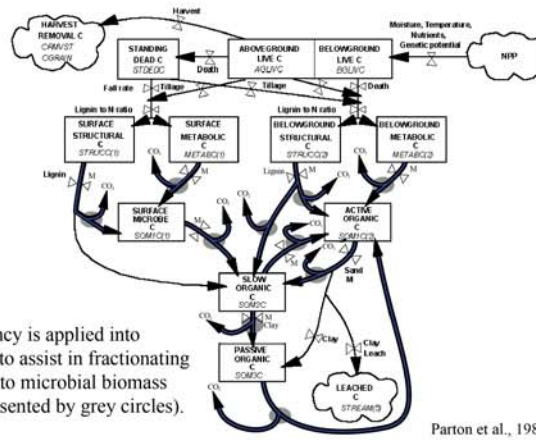 Harvest
HARVEST
REMOVAL C
CRMVST
CGRAIN
STANDING
DEAD C
STDEDC
ABOVEGROUND
LIVE C
AGLIVC
BELOWGROUND
LIVE C
BGLIVC
Moisture, Temperature,
Nutrients,
Genetic potential
NPP
Death
Fall rate
Tillage
Tillage
Death
Lignin to N ratio
Lignin to N ratio
SURFACE
STRUCTURAL
C
STRUCC(1)
SURFACE
METABOLIC
C
METABC(1)
BELOWGROUND
STRUCTURAL
C
STRUCC(2)
BELOWGROUND
METABOLIC
C
METABC(2)
Lignin
M
CO₂
M
Lignin
M
CO₂
CO₂
M
CO₂
SURFACE
MICROBE
C
SOM1C(1)
M
CO₂
CO₂
CO₂
ACTIVE
ORGANIC
C
SOM1C(2)
CO₂
M
Sand
M
SLOW
ORGANIC
C
SOM2C
M
Clay
CO₂
Clay
Clay
Leach
PASSIVE
ORGANIC
C
SOM3C
CO₂
M
LEACHED
C
STREAM(5)
ncy is applied into
to assist in fractionating
to microbial biomass
sented by grey circles).
Parton et al., 198